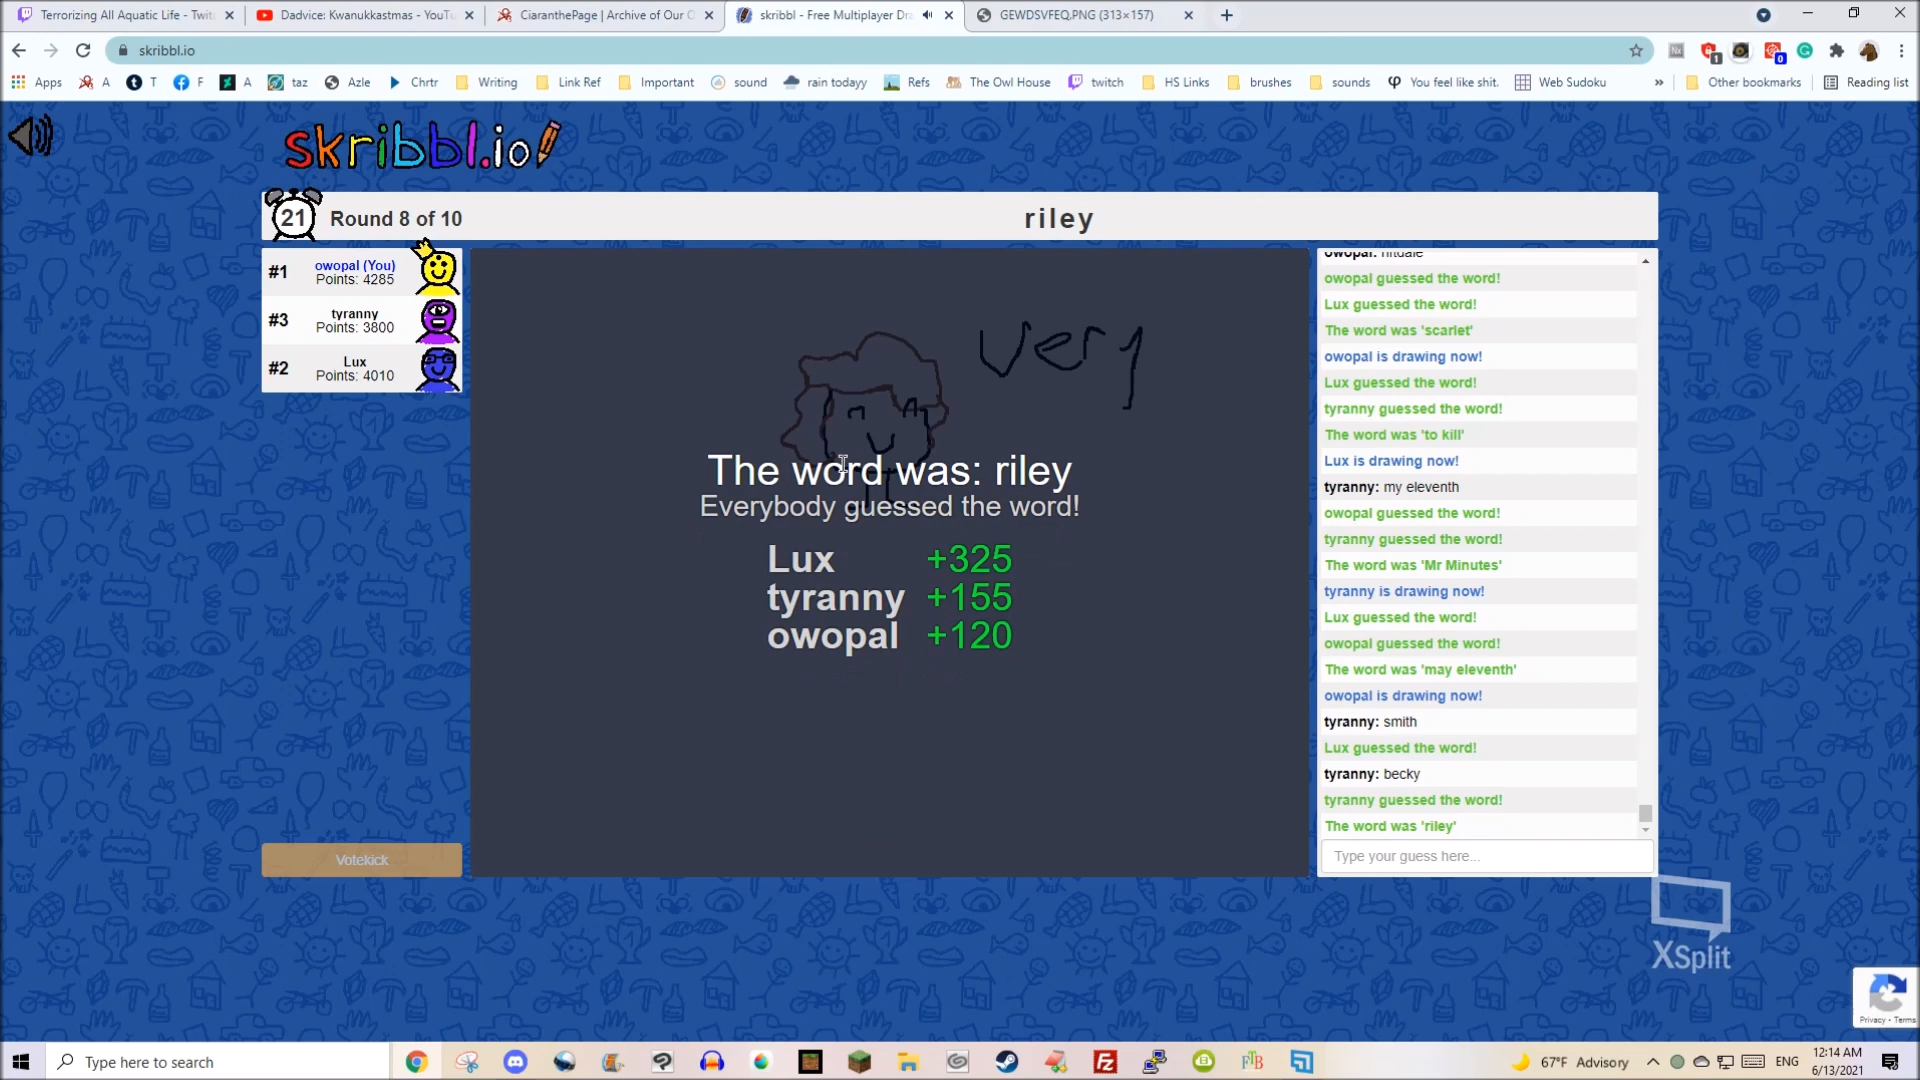 Terrorizing All Aquatic Life - Twit
Dadvice: Kwanukkastmas - YouTu
CiaranthePage | Archive of Our O
skribbl - Free Multiplayer Dra
GEWDSVFEQ.PNG (313×157)
skribbl.io
Apps A T F A taz Azle Chrtr Writing Link Ref Important sound rain todayy Refs The Owl House twitch HS Links brushes sounds You feel like shit. Web Sudoku » Other bookmarks Reading list
skribbl.io
21 Round 8 of 10
riley
#1 owopal (You)
Points: 4285
#3 tyranny
Points: 3800
#2 Lux
Points: 4010
Votekick
very
The word was: riley
Everybody guessed the word!
Lux +325
tyranny +155
owopal +120
owopal guessed the word!
Lux guessed the word!
The word was 'scarlet'
owopal is drawing now!
Lux guessed the word!
tyranny guessed the word!
The word was 'to kill'
Lux is drawing now!
tyranny: my eleventh
owopal guessed the word!
tyranny guessed the word!
The word was 'Mr Minutes'
tyranny is drawing now!
Lux guessed the word!
owopal guessed the word!
The word was 'may eleventh'
owopal is drawing now!
tyranny: smith
Lux guessed the word!
tyranny: becky
tyranny guessed the word!
The word was 'riley'
Type your guess here...
XSplit
Privacy - Terms
Type here to search
67°F Advisory
ENG
12:14 AM
6/13/2021